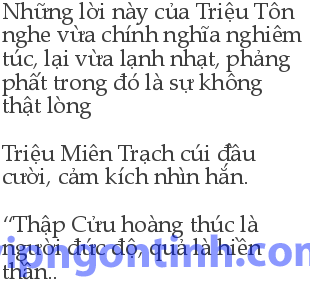 Những lời này của Triệu Tôn
nghe vừa chính nghĩa nghiêm
túc, lại vừa lạnh nhạt, phảng
phất trong đó là sự không
thật lòng
Triệu Miên Trạch cúi đầu
cười, cảm kích nhìn hắn.
“Thập Cửu hoàng thúc là
người đức độ, quả là hiền
thần..